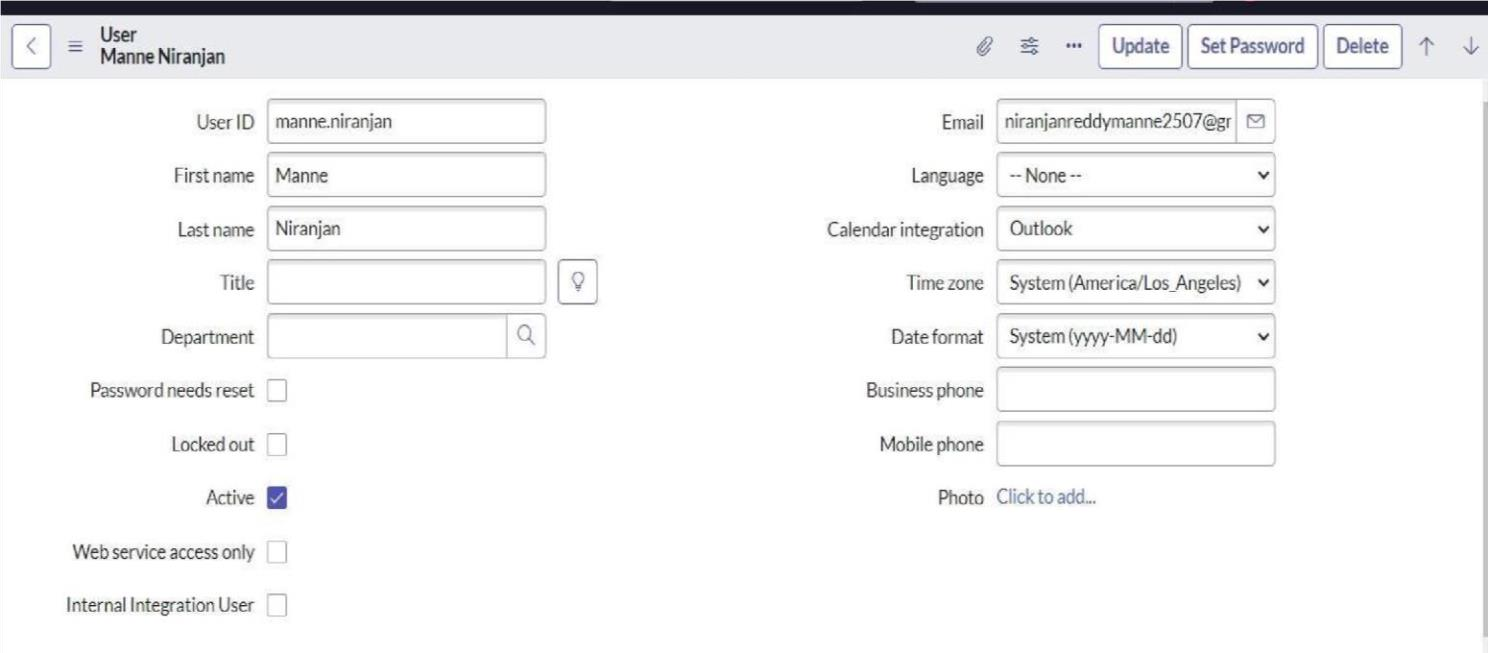 User
Manne Niranjan
Update
Set Password
Delete
User ID manne.niranjan
First name Manne
Last name Niranjan
Title
Department
Password needs reset
Locked out
Active
Web service access only
Internal Integration User
Email niranjanreddymanne2507@gr
Language -- None --
Calendar integration Outlook
Time zone System (America/Los_Angeles)
Date format System (yyyy-MM-dd)
Business phone
Mobile phone
Photo Click to add...